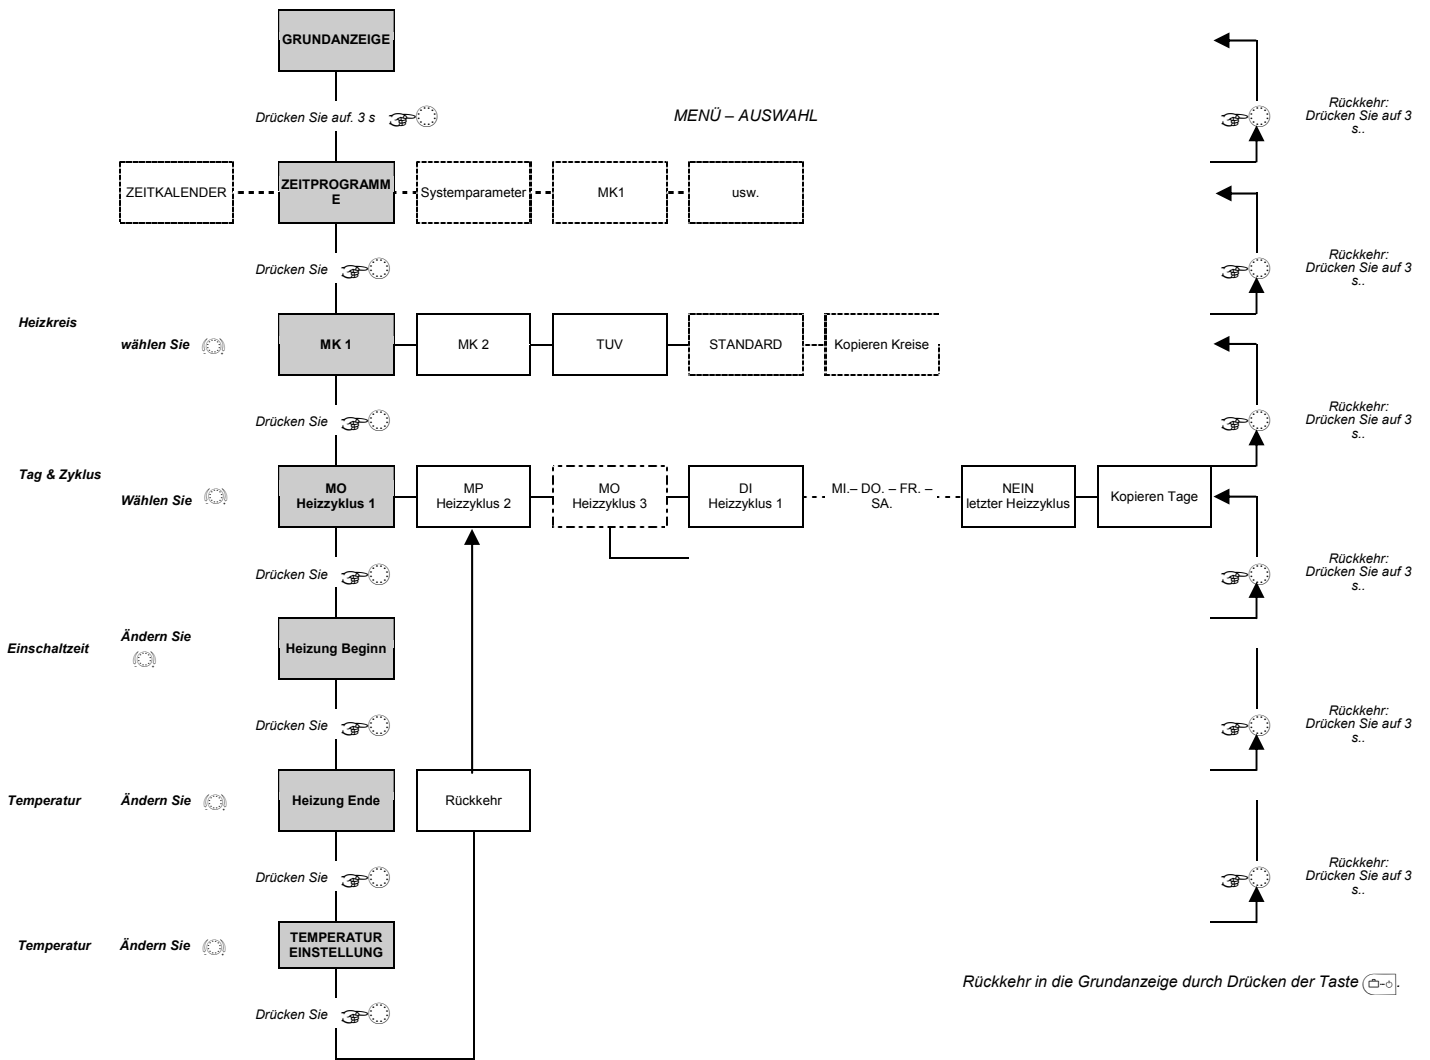 GRUNDANZEIGE
Drücken Sie auf. 3 s
MENÜ – AUSWAHL
Rückkehr:
Drücken Sie auf 3
s..
ZEITKALENDER
ZEITPROGRAMM
E
Systemparameter
MK1
usw.
Drücken Sie
Rückkehr:
Drücken Sie auf 3
s..
Heizkreis
wählen Sie
MK 1
MK 2
TUV
STANDARD
Kopieren Kreise
Drücken Sie
Rückkehr:
Drücken Sie auf 3
s..
Tag & Zyklus
Wählen Sie
MO
Heizzyklus 1
MP
Heizzyklus 2
MO
Heizzyklus 3
DI
Heizzyklus 1
MI.– DO. – FR. –
SA.
NEIN
letzter Heizzyklus
Kopieren Tage
Drücken Sie
Rückkehr:
Drücken Sie auf 3
s..
Einschaltzeit
Ändern Sie
Heizung Beginn
Drücken Sie
Rückkehr:
Drücken Sie auf 3
s..
Temperatur
Ändern Sie
Heizung Ende
Rückkehr
Drücken Sie
Rückkehr:
Drücken Sie auf 3
s..
Temperatur
Ändern Sie
TEMPERATUR
EINSTELLUNG
Rückkehr in die Grundanzeige durch Drücken der Taste .
Drücken Sie